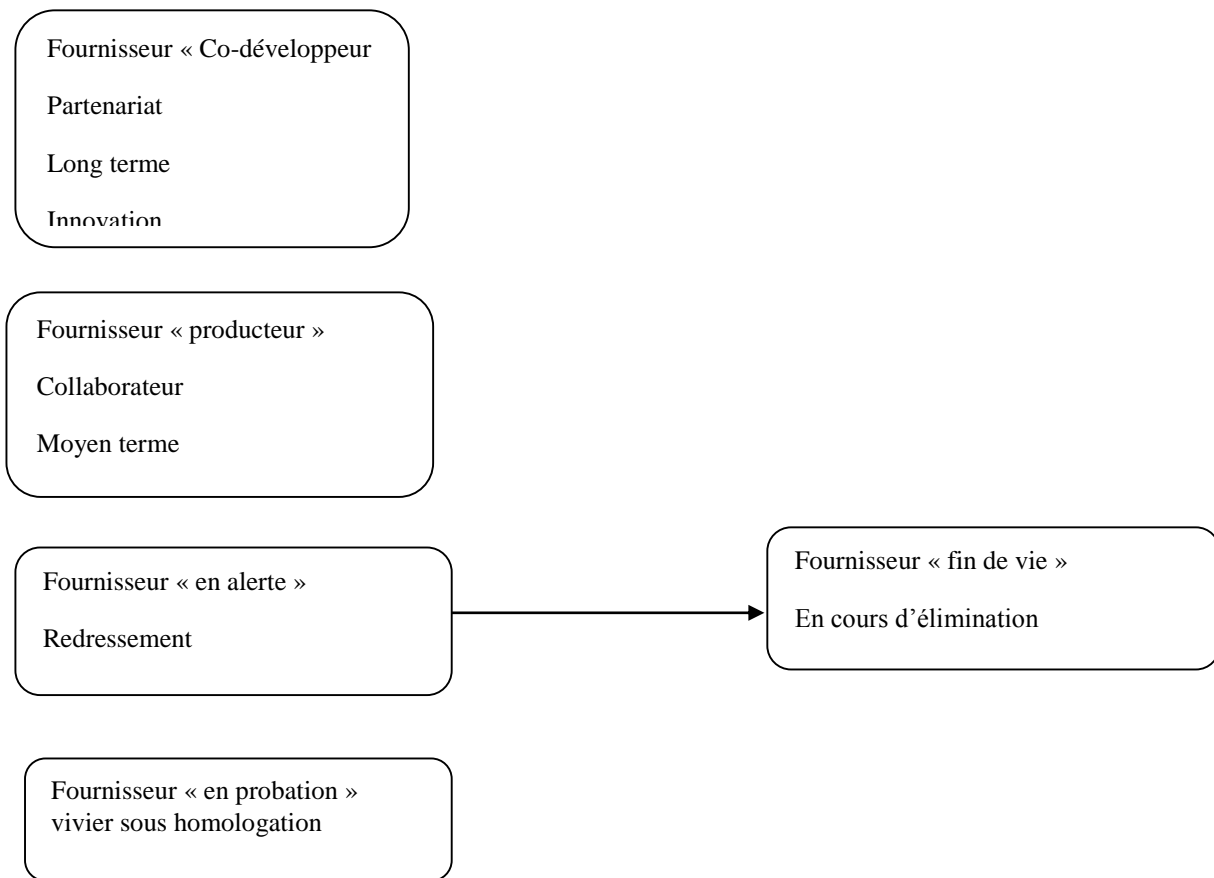 Fournisseur « Co-développeur
Partenariat
Long terme
Innovation
Fournisseur « producteur »
Collaborateur
Moyen terme
Fournisseur « en alerte »
Redressement
Fournisseur « fin de vie »
En cours d’élimination
Fournisseur « en probation »
vivier sous homologation